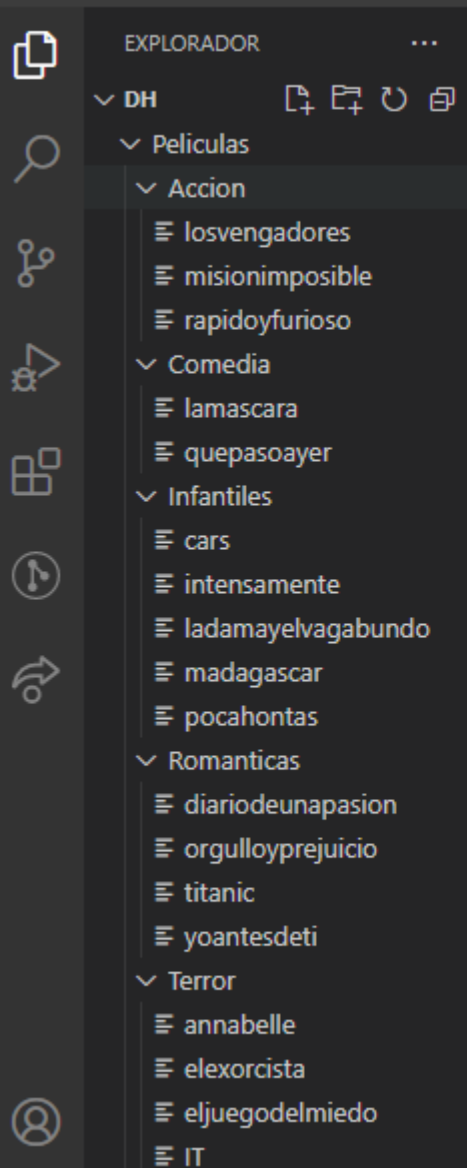 EXPLORADOR
DH
Peliculas
Accion
losvengadores
misionimposible
rapidoyfurioso
Comedia
lamascara
quepasoayer
Infantiles
cars
intensamente
ladamayelvagabundo
madagascar
pocahontas
Romanticas
diariodeunapasion
orgulloyprejuicio
titanic
yoantesdeti
Terror
annabelle
elexorcista
eljuegodelmiedo
IT